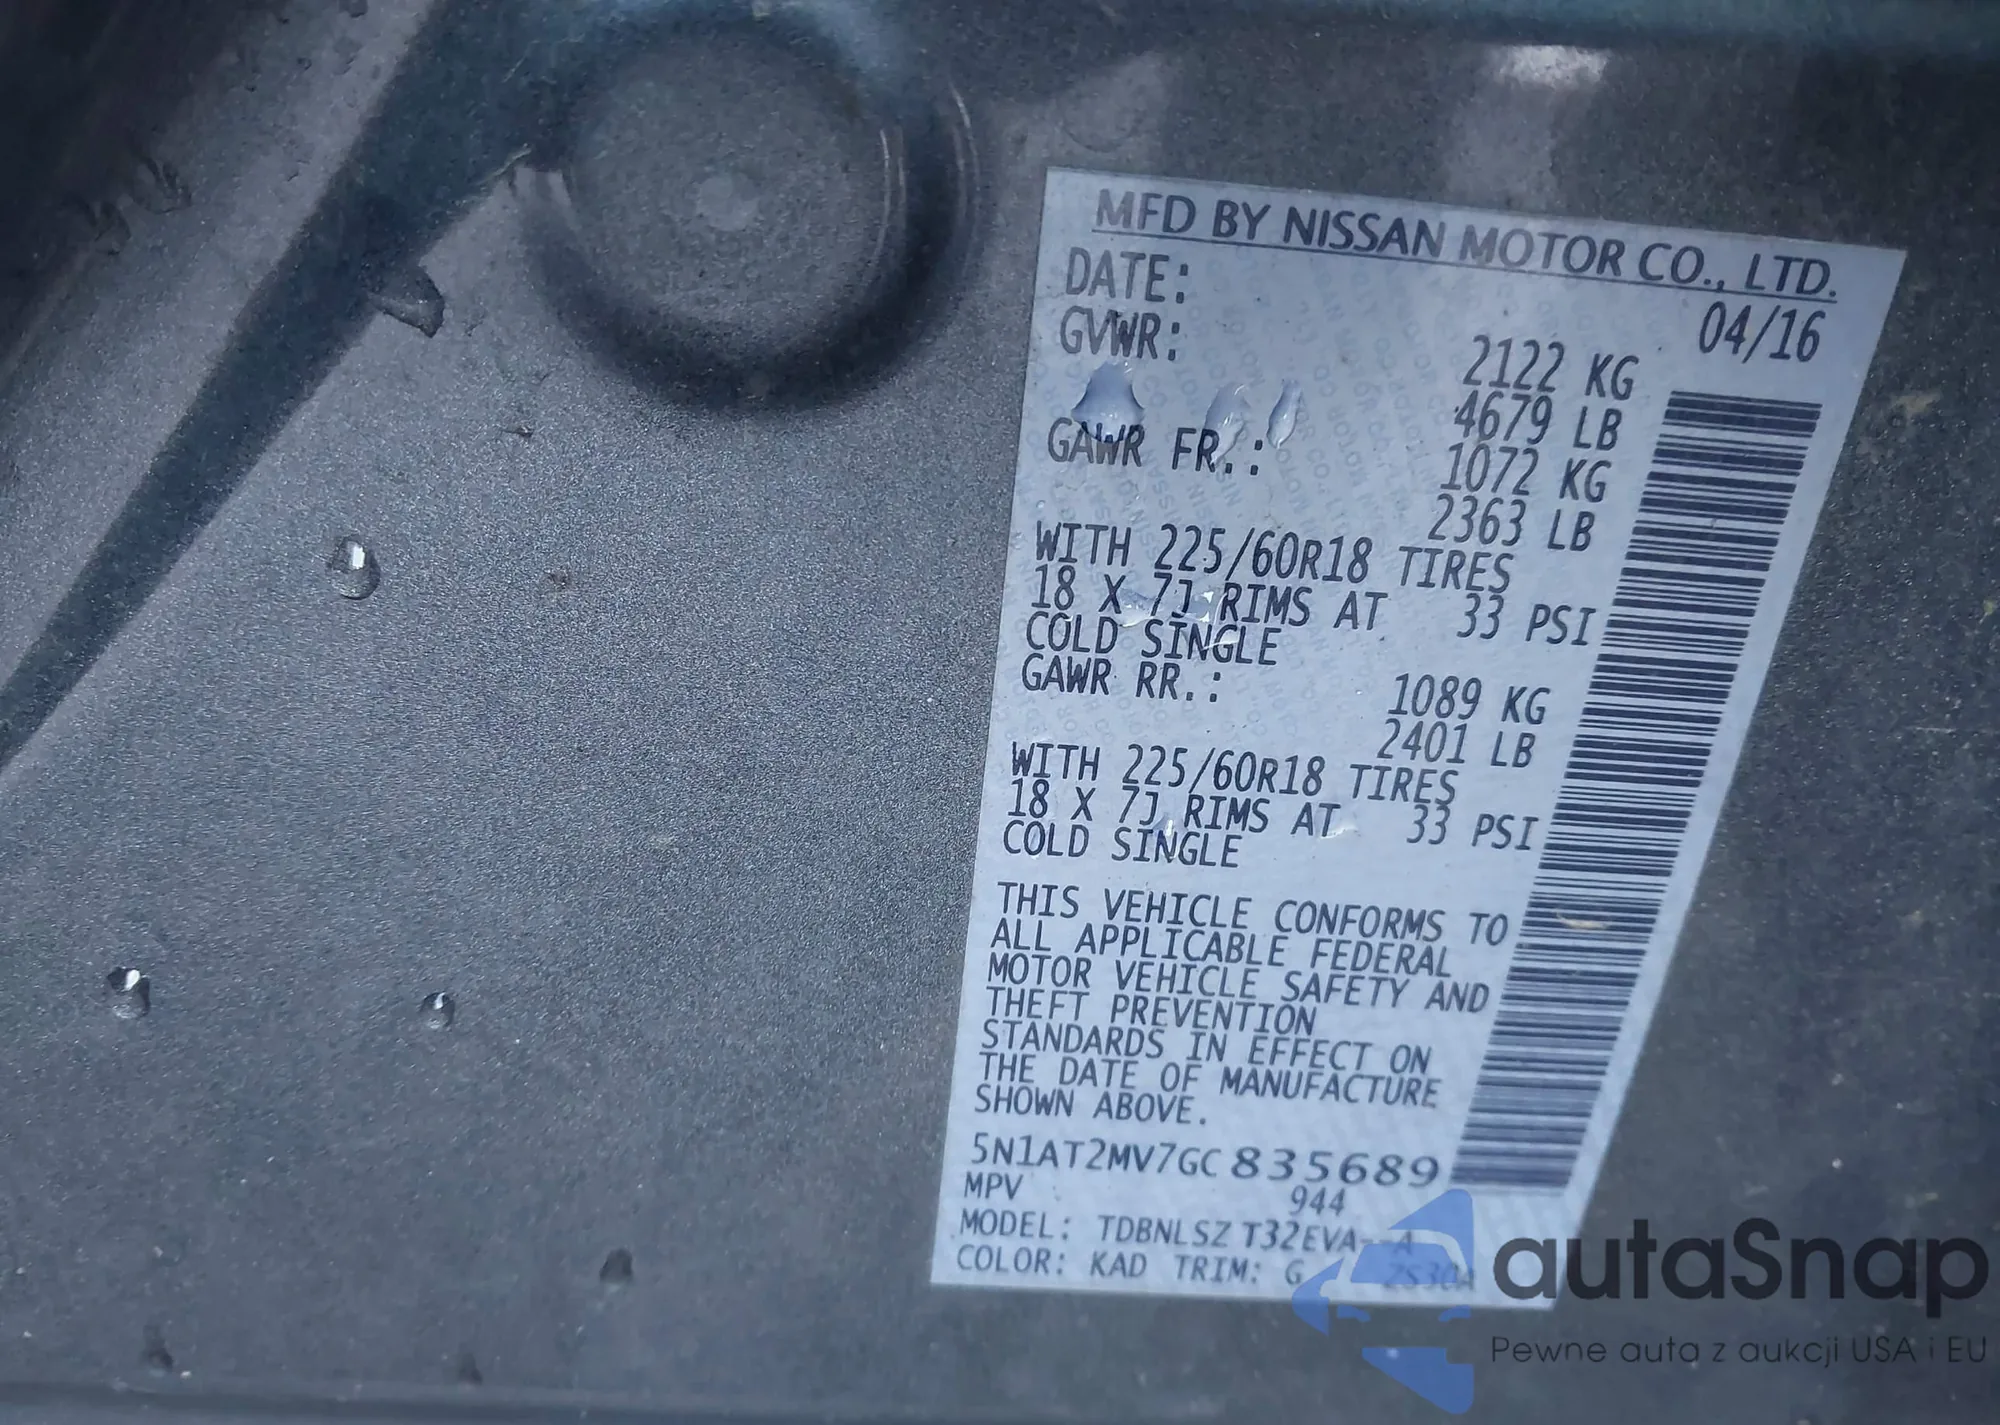 MFD BY NISSAN MOTOR CO., LTD.
DATE: 04/16
GVWR: 2122 KG
4679 LB
GAWR FR.: 1072 KG
2363 LB
WITH 225/60R18 TIRES
18 X 7J RIMS AT 33 PSI
COLD SINGLE
GAWR RR.: 1089 KG
2401 LB
WITH 225/60R18 TIRES
18 X 7J RIMS AT 33 PSI
COLD SINGLE
THIS VEHICLE CONFORMS TO
ALL APPLICABLE FEDERAL
MOTOR VEHICLE SAFETY AND
THEFT PREVENTION
STANDARDS IN EFFECT ON
THE DATE OF MANUFACTURE
SHOWN ABOVE.
5N1AT2MV7GC835689
MPV 944
MODEL: TDBNLSZ T32EVA--A
COLOR: KAD TRIM: G ZS30A
autaSnap
Pewne auta z aukcji USA i EU